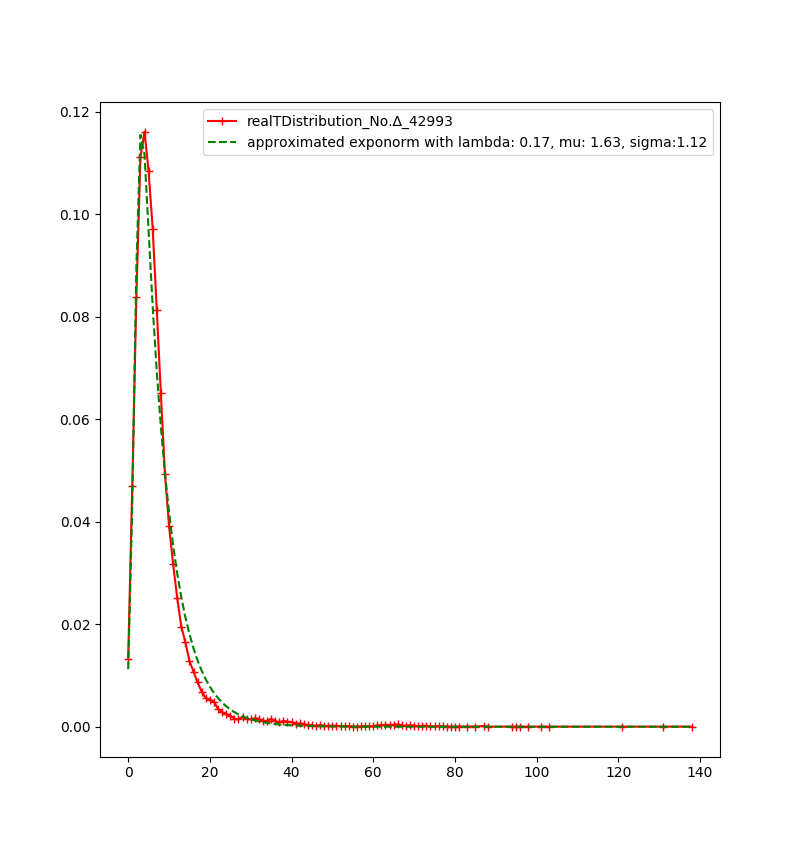 realTDistribution_No.Δ_42993
approximated exponorm with lambda: 0.17, mu: 1.63, sigma:1.12
0.12
0.10
0.08
0.06
0.04
0.02
0.00
0 20 40 60 80 100 120 140